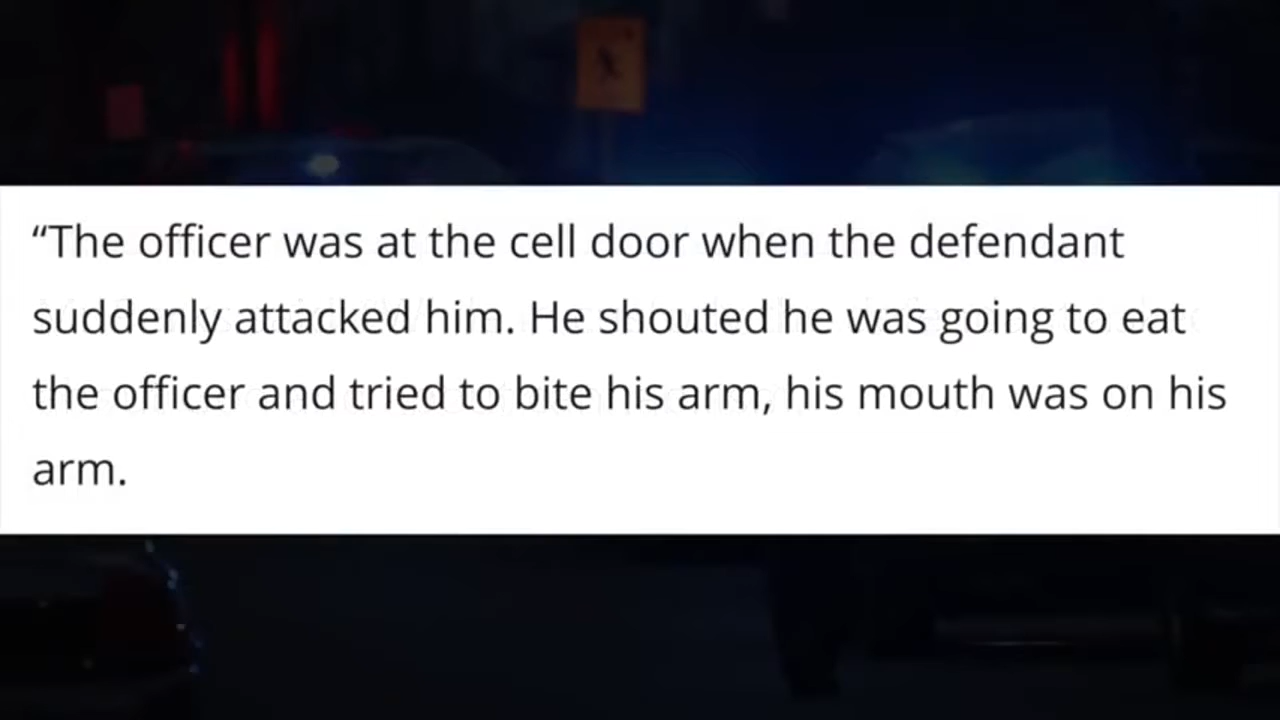 “The officer was at the cell door when the defendant
suddenly attacked him. He shouted he was going to eat
the officer and tried to bite his arm, his mouth was on his
arm.